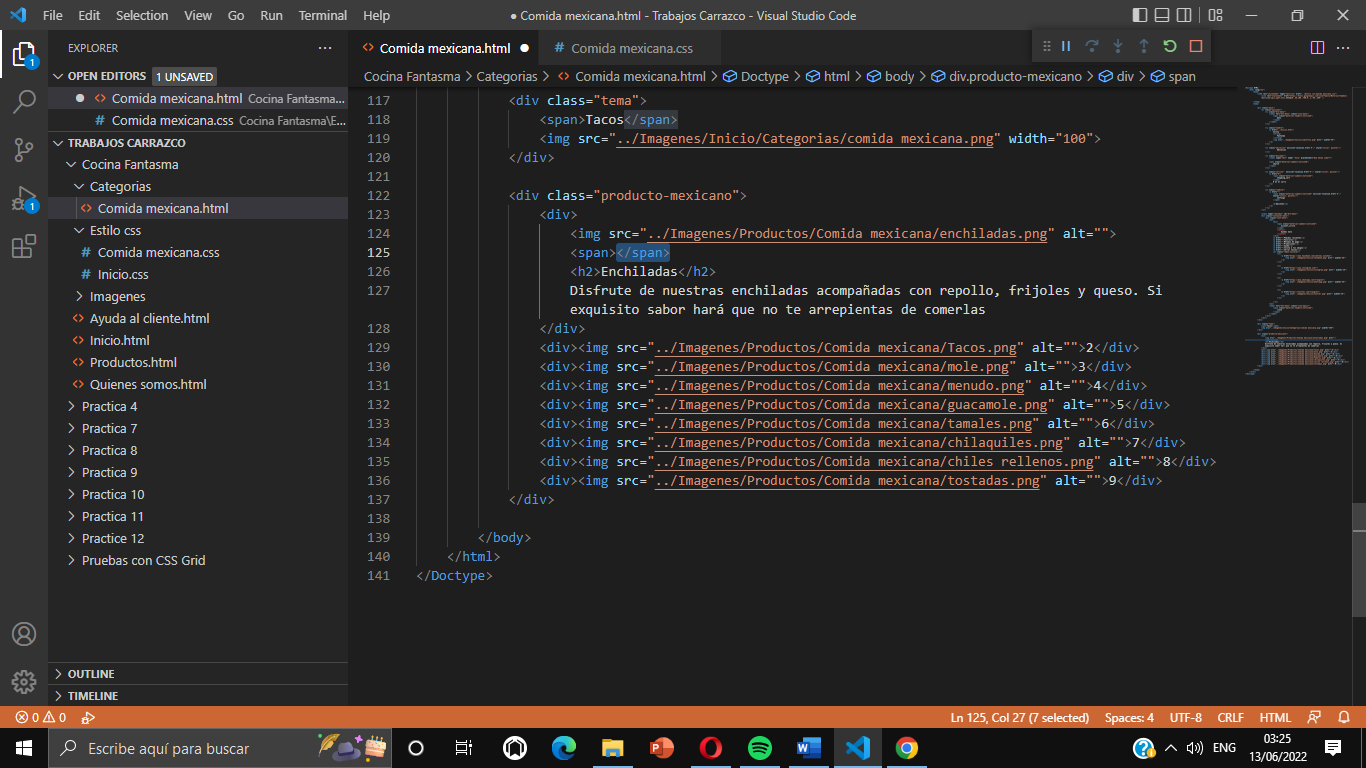 File Edit Selection View Go Run Terminal Help
● Comida mexicana.html - Trabajos Carrazco - Visual Studio Code
EXPLORER
OPEN EDITORS 1 UNSAVED
Comida mexicana.html Cocina Fantasma...
Comida mexicana.css Cocina Fantasma\E...
TRABAJOS CARRAZCO
Cocina Fantasma
Categorias
Comida mexicana.html
Estilo css
Comida mexicana.css
Inicio.css
Imagenes
Ayuda al cliente.html
Inicio.html
Productos.html
Quienes somos.html
Practica 4
Practica 7
Practica 8
Practica 9
Practica 10
Practica 11
Practice 12
Pruebas con CSS Grid
OUTLINE
TIMELINE
Comida mexicana.html ● # Comida mexicana.css
Cocina Fantasma > Categorias > Comida mexicana.html > Doctype > html > body > div.producto-mexicano > div > span
117 <div class="tema">
118 <span>Tacos</span>
119 <img src="../Imagenes/Inicio/Categorias/comida mexicana.png" width="100">
120 </div>
121
122 <div class="producto-mexicano">
123 <div>
124 <img src="../Imagenes/Productos/Comida mexicana/enchiladas.png" alt="">
125 <span></span>
126 <h2>Enchiladas</h2>
127 Disfrute de nuestras enchiladas acompañadas con repollo, frijoles y queso. Si
exquisito sabor hará que no te arrepientas de comerlas
128 </div>
129 <div><img src="../Imagenes/Productos/Comida mexicana/Tacos.png" alt="">2</div>
130 <div><img src="../Imagenes/Productos/Comida mexicana/mole.png" alt="">3</div>
131 <div><img src="../Imagenes/Productos/Comida mexicana/menudo.png" alt="">4</div>
132 <div><img src="../Imagenes/Productos/Comida mexicana/guacamole.png" alt="">5</div>
133 <div><img src="../Imagenes/Productos/Comida mexicana/tamales.png" alt="">6</div>
134 <div><img src="../Imagenes/Productos/Comida mexicana/chilaquiles.png" alt="">7</div>
135 <div><img src="../Imagenes/Productos/Comida mexicana/chiles rellenos.png" alt="">8</div>
136 <div><img src="../Imagenes/Productos/Comida mexicana/tostadas.png" alt="">9</div>
137 </div>
138
139 </body>
140 </html>
141 </Doctype>
0 0
Ln 125, Col 27 (7 selected) Spaces: 4 UTF-8 CRLF HTML
Escribe aquí para buscar
ENG
03:25
13/06/2022